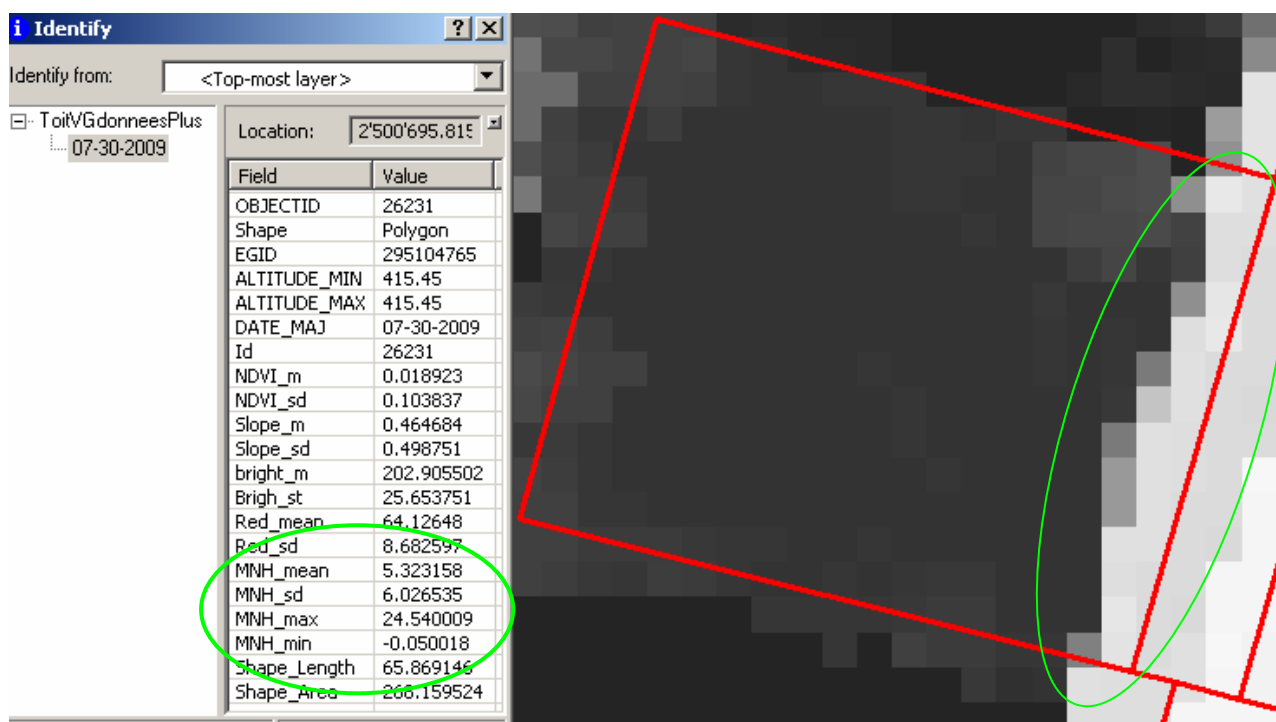 Identify
Identify from: <Top-most layer>
ToitVGdonneesPlus
07-30-2009
Location: 2'500'695.815
Field Value
OBJECTID 26231
Shape Polygon
EGID 295104765
ALTITUDE_MIN 415.45
ALTITUDE_MAX 415.45
DATE_MAJ 07-30-2009
Id 26231
NDVI_m 0.018923
NDVI_sd 0.103837
Slope_m 0.464684
Slope_sd 0.498751
bright_m 202.905502
Brigh_st 25.653751
Red_mean 64.12648
Red_sd 8.682597
MNH_mean 5.323158
MNH_sd 6.026535
MNH_max 24.540009
MNH_min -0.050018
Shape_Length 65.869146
Shape_Area 268.159524